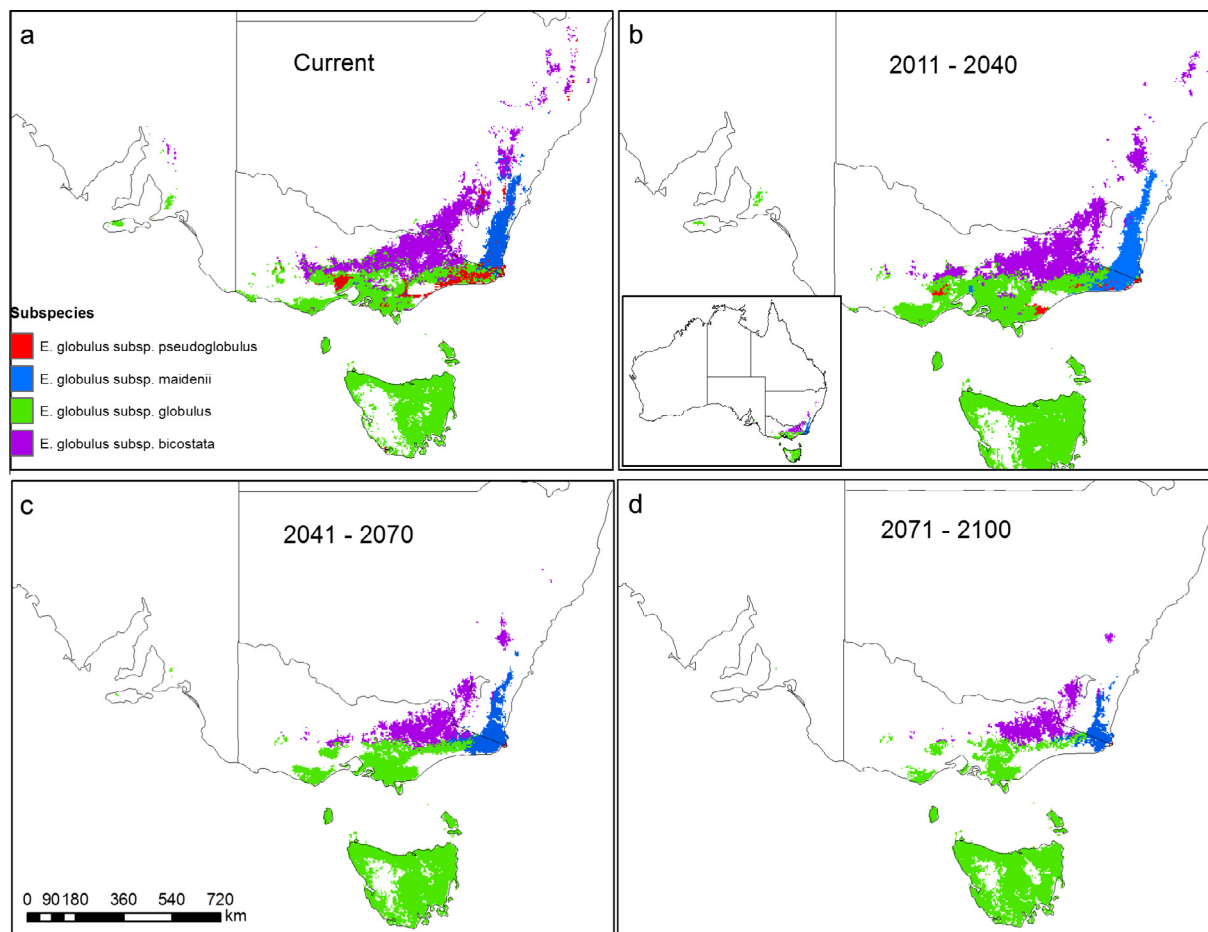 a
Current
Subspecies
E. globulus subsp. pseudoglobulus
E. globulus subsp. maidenii
E. globulus subsp. globulus
E. globulus subsp. bicostata
b
2011 - 2040
c
2041 - 2070
0 90 180 360 540 720
km
d
2071 - 2100